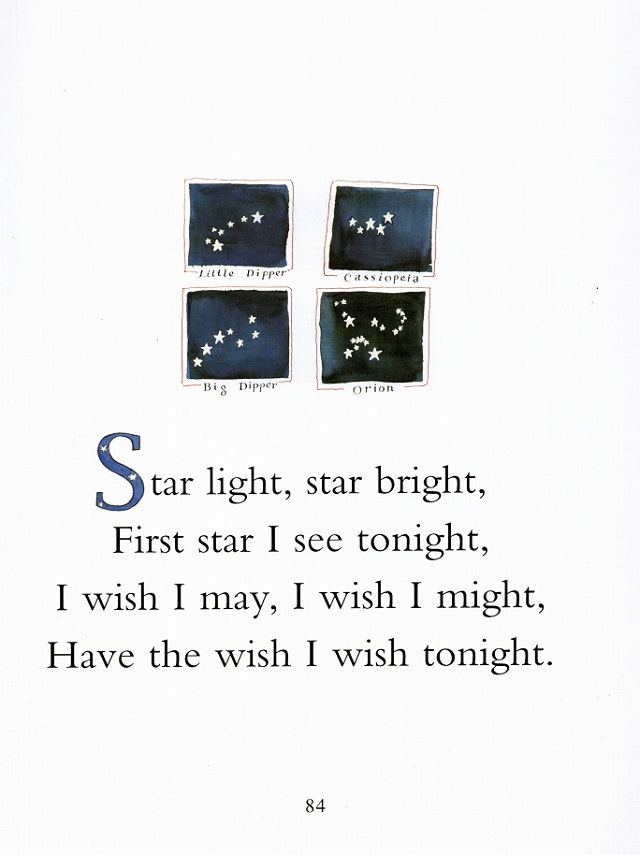 Little Dipper
Cassiopeia
Big Dipper
Orion
Star light, star bright,
First star I see tonight,
I wish I may, I wish I might,
Have the wish I wish tonight.
84